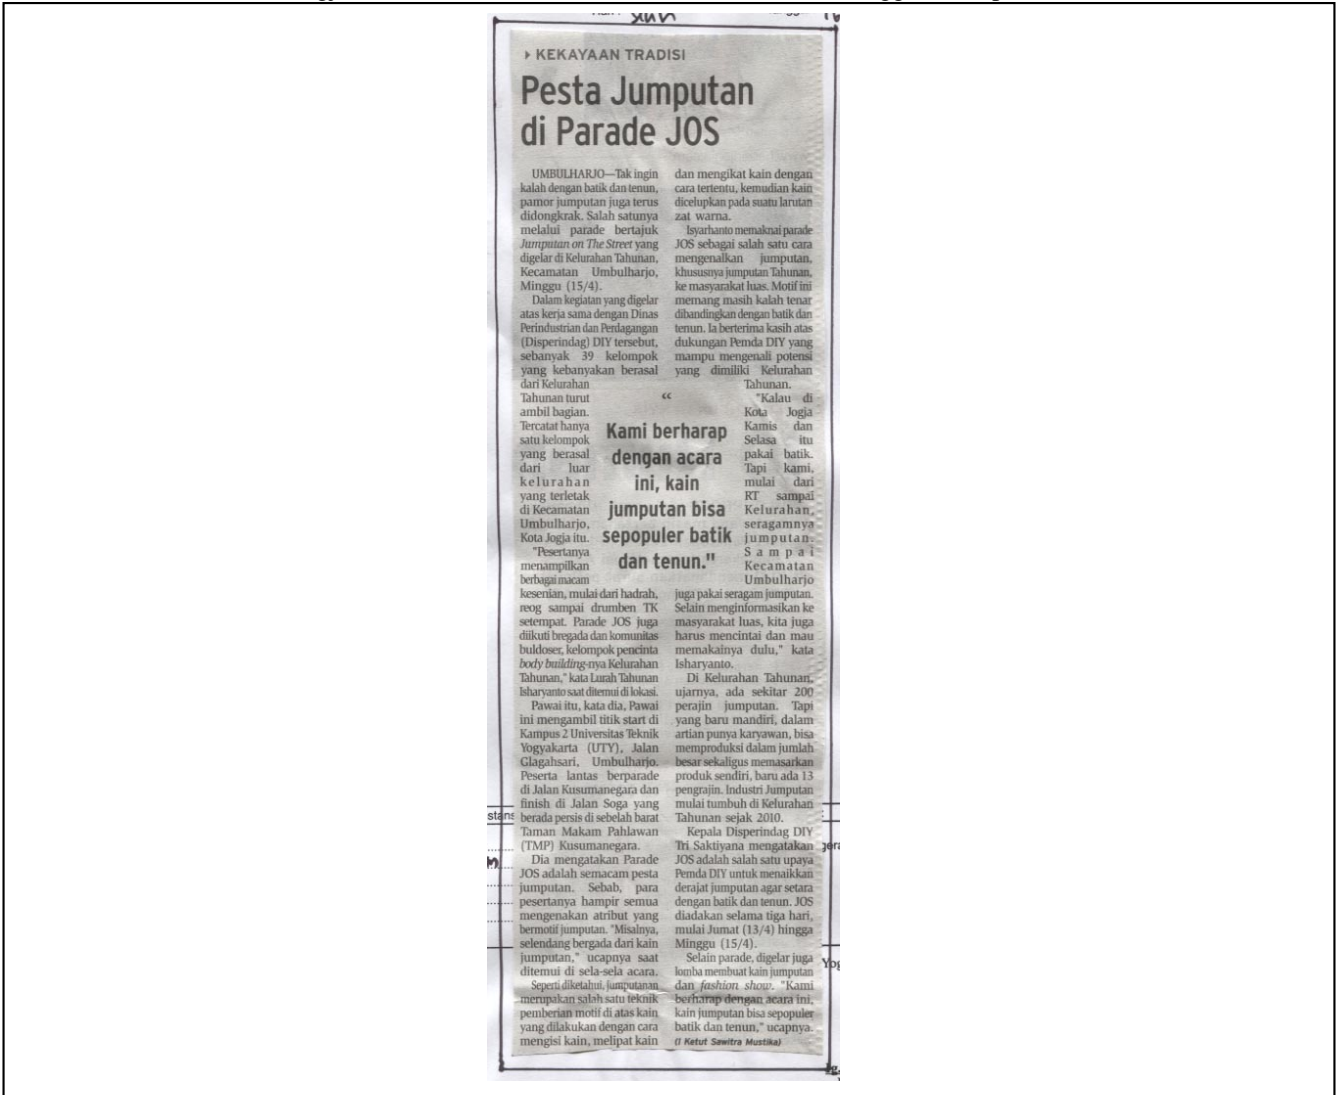 KEKAYAAN TRADISI
Pesta Jumputan
di Parade JOS
UMBULHARJO—Tak ingin
kalah dengan batik dan tenun,
pamor jumputan juga terus
didongkrak. Salah satunya
melalui parade bertajuk
Jumputan on The Street yang
digelar di Kelurahan Tahunan,
Kecamatan Umbulharjo,
Minggu (15/4).
Dalam kegiatan yang digelar
atas kerja sama dengan Dinas
Perindustrian dan Perdagangan
(Disperindag) DIY tersebut,
sebanyak 39 kelompok
yang kebanyakan berasal
dari Kelurahan
Tahunan turut
ambil bagian.
Tercatat hanya
satu kelompok
yang berasal
dari luar
kelurahan
yang terletak
di Kecamatan
Umbulharjo,
Kota Jogja itu.
"Pesertanya
menampilkan
berbagai macam
kesenian, mulai dari hadrah,
reog sampai drumben TK
setempat. Parade JOS juga
diikuti bregada dan komunitas
buldoser, kelompok pencinta
body building-nya Kelurahan
Tahunan," kata Lurah Tahunan
Isharyanto saat ditemui di lokasi.
Pawai itu, kata dia, Pawai
ini mengambil titik start di
Kampus 2 Universitas Teknik
Yogyakarta (UTY), Jalan
Glagahsari, Umbulharjo.
Peserta lantas berparade
di Jalan Kusumanegara dan
finish di Jalan Soga yang
berada persis di sebelah barat
Taman Makam Pahlawan
(TMP) Kusumanegara.
Dia mengatakan Parade
JOS adalah semacam pesta
jumputan. Sebab, para
pesertanya hampir semua
mengenakan atribut yang
bermotif jumputan. "Misalnya,
selendang bergada dari kain
jumputan," ucapnya saat
ditemui di sela-sela acara.
Seperti diketahui, jumputanan
merupakan salah satu teknik
pemberian motif di atas kain
yang dilakukan dengan cara
mengisi kain, melipat kain
"
Kami berharap
dengan acara
ini, kain
jumputan bisa
sepopuler batik
dan tenun."
dan mengikat kain dengan
cara tertentu, kemudian kain
dicelupkan pada suatu larutan
zat warna.
Isyarhanto memaknai parade
JOS sebagai salah satu cara
mengenalkan jumputan,
khususnya jumputan Tahunan,
ke masyarakat luas. Motif ini
memang masih kalah tenar
dibandingkan dengan batik dan
tenun. Ia berterima kasih atas
dukungan Pemda DIY yang
mampu mengenali potensi
yang dimiliki Kelurahan
Tahunan.
"Kalau di
Kota Jogja
Kamis dan
Selasa itu
pakai batik.
Tapi kami,
mulai dari
RT sampai
Kelurahan,
seragamnya
jumputan.
Sampai
Kecamatan
Umbulharjo
juga pakai seragam jumputan.
Selain menginformasikan ke
masyarakat luas, kita juga
harus mencintai dan mau
memakainya dulu," kata
Isharyanto.
Di Kelurahan Tahunan,
ujarnya, ada sekitar 200
perajin jumputan. Tapi
yang baru mandiri, dalam
artian punya karyawan, bisa
memproduksi dalam jumlah
besar sekaligus memasarkan
produk sendiri, baru ada 13
pengrajin. Industri Jumputan
mulai tumbuh di Kelurahan
Tahunan sejak 2010.
Kepala Disperindag DIY
Tri Saktiyana mengatakan
JOS adalah salah satu upaya
Pemda DIY untuk menaikkan
derajat jumputan agar setara
dengan batik dan tenun. JOS
diadakan selama tiga hari,
mulai Jumat (13/4) hingga
Minggu (15/4).
Selain parade, digelar juga
lomba membuat kain jumputan
dan fashion show. "Kami
berharap dengan acara ini,
kain jumputan bisa sepopuler
batik dan tenun," ucapnya.
(I Ketut Sawitra Mustika)